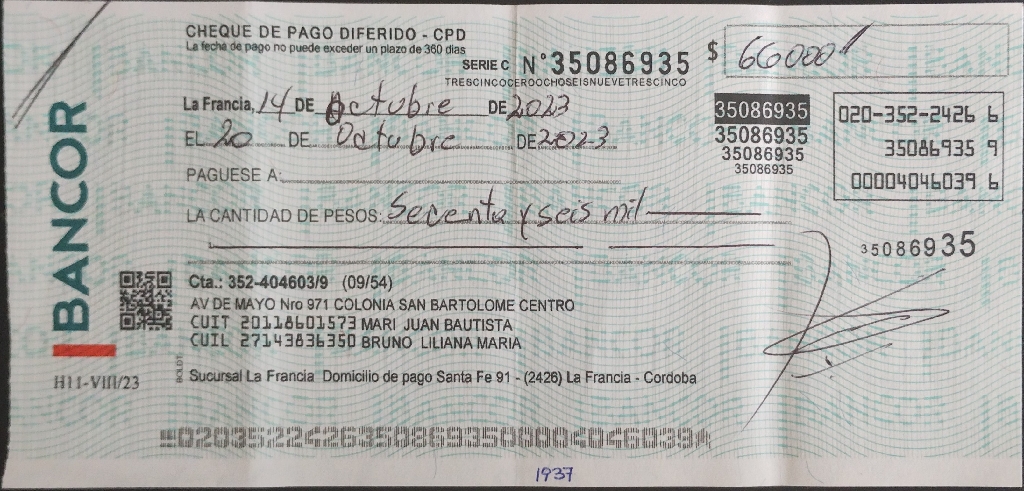 CHEQUE DE PAGO DIFERIDO - CPD
La fecha de pago no puede exceder un plazo de 360 días
SERIE C N°35086935
TRESCINCOCEROOCHOSEISNUEVETRESCINCO
$ 66000
La Francia, 14 DE Octubre DE 2023
EL 20 DE Octubre DE 2023
PAGUESE A:
LA CANTIDAD DE PESOS: Secenta y seis mil
35086935
35086935
35086935
35086935
020-352-2426 6
35086935 9
00004046039 6
35086935
BANCOR
H11-VIII/23
Cta.: 352-404603/9 (09/54)
AV DE MAYO Nro 971 COLONIA SAN BARTOLOME CENTRO
CUIT 20118601573 MARI JUAN BAUTISTA
CUIL 27143836350 BRUNO LILIANA MARIA
Sucursal La Francia Domicilio de pago Santa Fe 91 - (2426) La Francia - Cordoba
1937